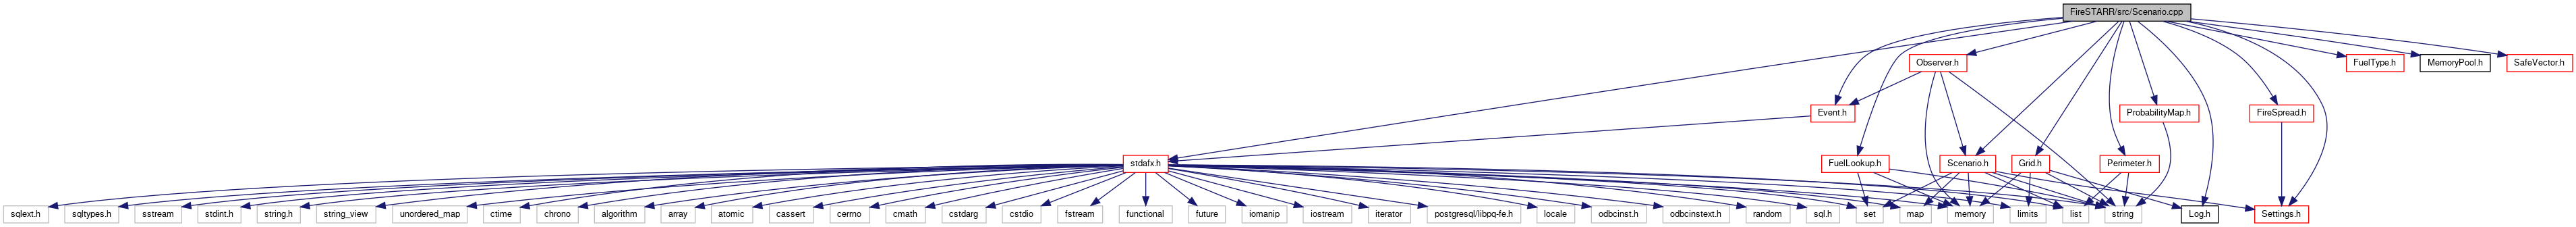 FireSTARR/src/Scenario.cpp
Observer.h
FuelType.h
MemoryPool.h
SafeVector.h
Event.h
ProbabilityMap.h
FireSpread.h
stdafx.h
FuelLookup.h
Scenario.h
Grid.h
Perimeter.h
sqlext.h
sqltypes.h
sstream
stdint.h
string.h
string_view
unordered_map
ctime
chrono
algorithm
array
atomic
cassert
cerrno
cmath
cstdarg
cstdio
fstream
functional
future
iomanip
iostream
iterator
postgresql/libpq-fe.h
locale
odbcinst.h
odbcinstext.h
random
sql.h
set
map
memory
limits
list
string
Log.h
Settings.h